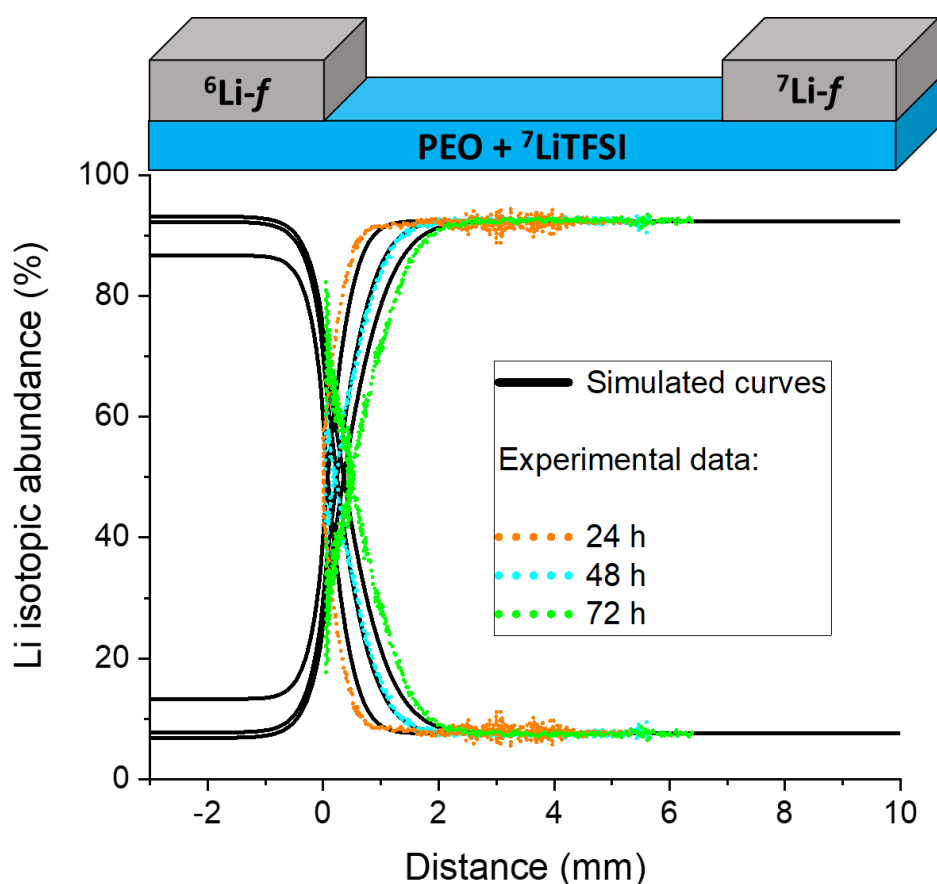 ⁶Li-f
⁷Li-f
PEO + ⁷LiTFSI
100
80
60
40
20
0
Li isotopic abundance (%)
Simulated curves
Experimental data:
24 h
48 h
72 h
-2
0
2
4
6
8
10
Distance (mm)